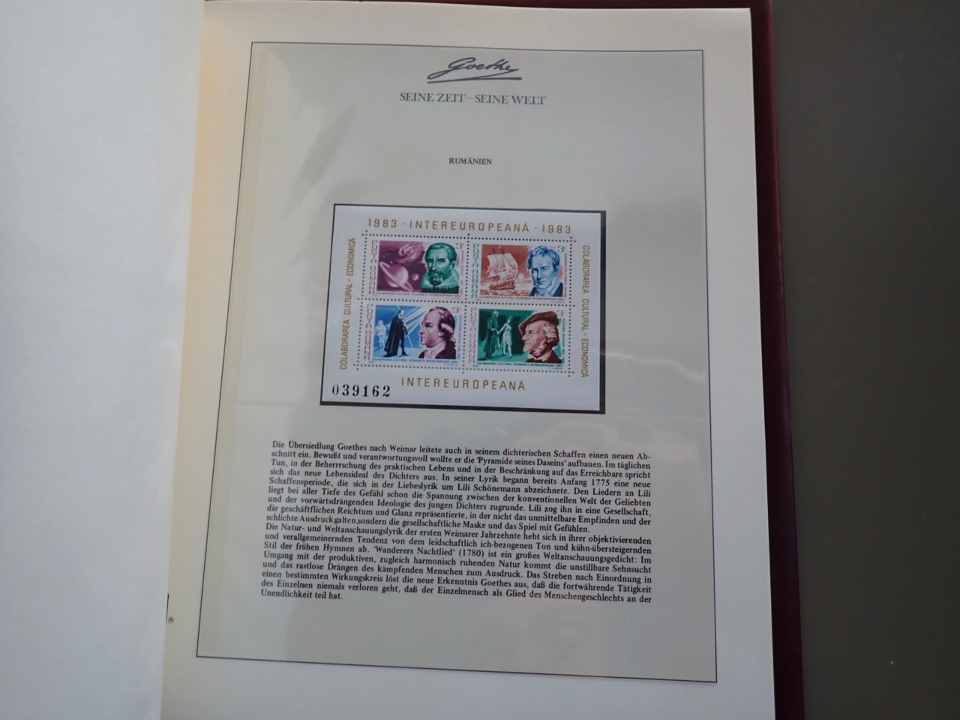 Goethe
SEINE ZEIT – SEINE WELT
RUMÄNIEN
1983 - INTEREUROPEANĂ - 1983
COLABORAREA CULTURAL - ECONOMICĂ
COLABORAREA CULTURAL - ECONOMICĂ
INTEREUROPEANĂ
039162
Die Übersiedlung Goethes nach Weimar leitete auch in seinem dichterischen Schaffen einen neuen Ab-
schnitt ein. Bewußt und verantwortungsvoll wollte er die 'Pyramide seines Daseins' aufbauen. Im täglichen
Tun, in der Beherrschung des praktischen Lebens und in der Beschränkung auf das Erreichbare spricht
sich das neue Lebensideal des Dichters aus. In seiner Lyrik begann bereits Anfang 1775 eine neue
Schaffensperiode, die sich in der Liebeslyrik um Lili Schönemann abzeichnete. Den Liedern an Lili
liegt bei aller Tiefe des Gefühl schon die Spannung zwischen der konventionellen Welt der Geliebten
und der vorwärtsdrängenden Ideologie des jungen Dichters zugrunde. Lili zog ihn in eine Gesellschaft,
die geschäftlichen Reichtum und Glanz repräsentierte, in der nicht das unmittelbare Empfinden und der
schlichte Ausdruck galten, sondern die gesellschaftliche Maske und das Spiel mit Gefühlen.
Die Natur- und Weltanschauungslyrik der ersten Weimarer Jahrzehnte hebt sich in ihrer objektivierenden
und verallgemeinernden Tendenz von dem leidschaftlich ich-bezogenen Ton und kühn-übersteigernden
Stil der frühen Hymnen ab. 'Wanderers Nachtlied' (1780) ist ein großes Weltanschauungsgedicht: Im
Umgang mit der produktiven, zugleich harmonisch ruhenden Natur kommt die unstillbare Sehnsucht
und das rastlose Drängen des kämpfenden Menschen zum Ausdruck. Das Streben nach Einordnung in
einen bestimmten Wirkungskreis löst die neue Erkenntnis Goethes aus, daß die fortwährende Tätigkeit
des Einzelnen niemals verloren geht, daß der Einzelmensch als Glied des Menschengeschlechts an der
Unendlichkeit teil hat.